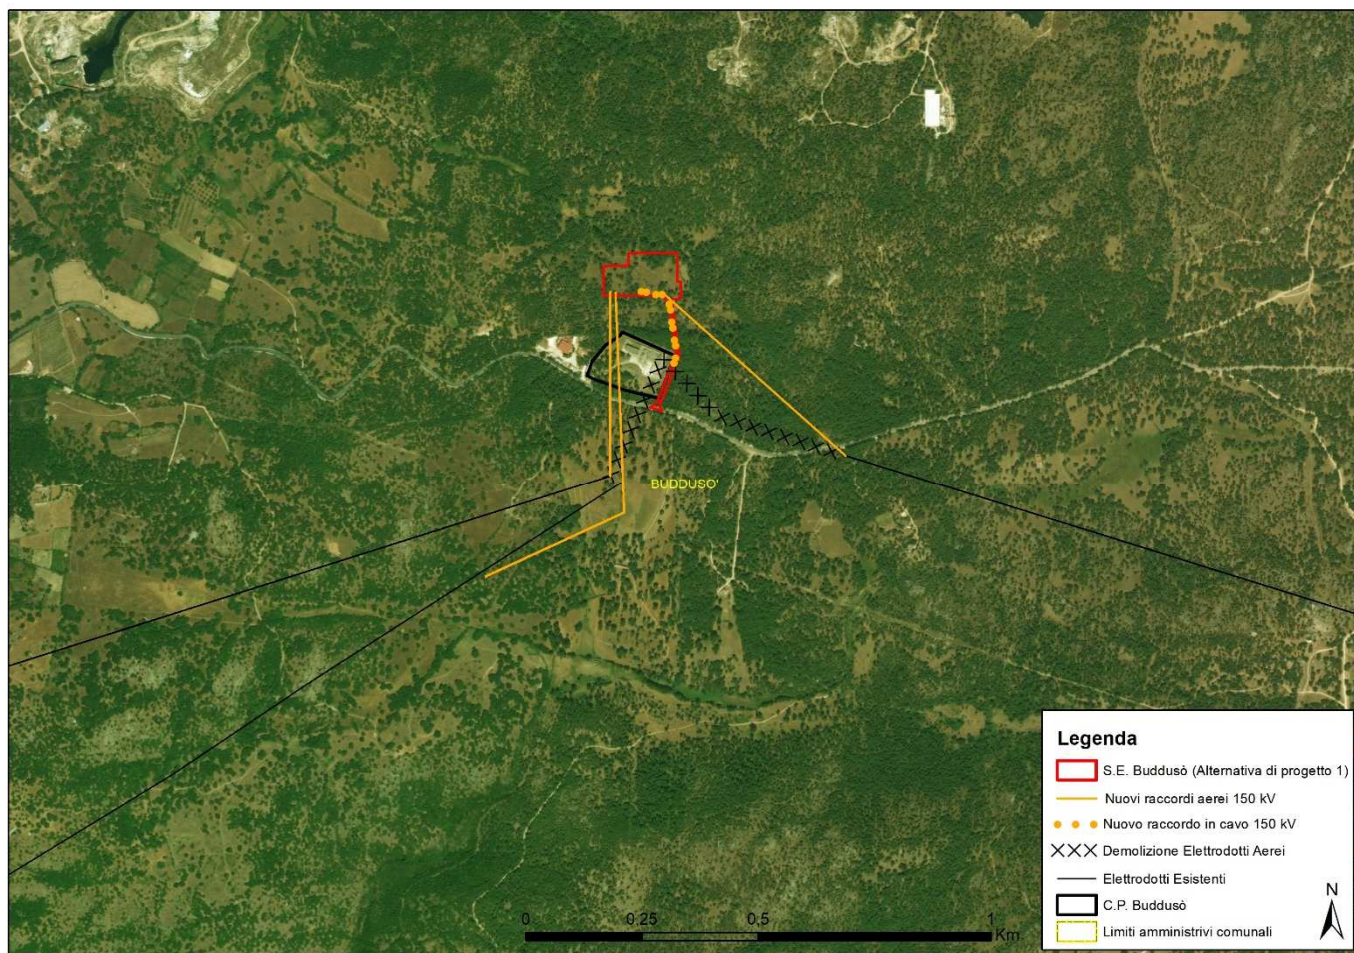 BUDDUSO'
Legenda
S.E. Buddusò (Alternativa di progetto 1)
Nuovi raccordi aerei 150 kV
Nuovo raccordo in cavo 150 kV
Demolizione Elettrodotti Aerei
Elettrodotti Esistenti
C.P. Buddusò
Limiti amministrivi comunali
N
0 0,25 0,5 1
Km